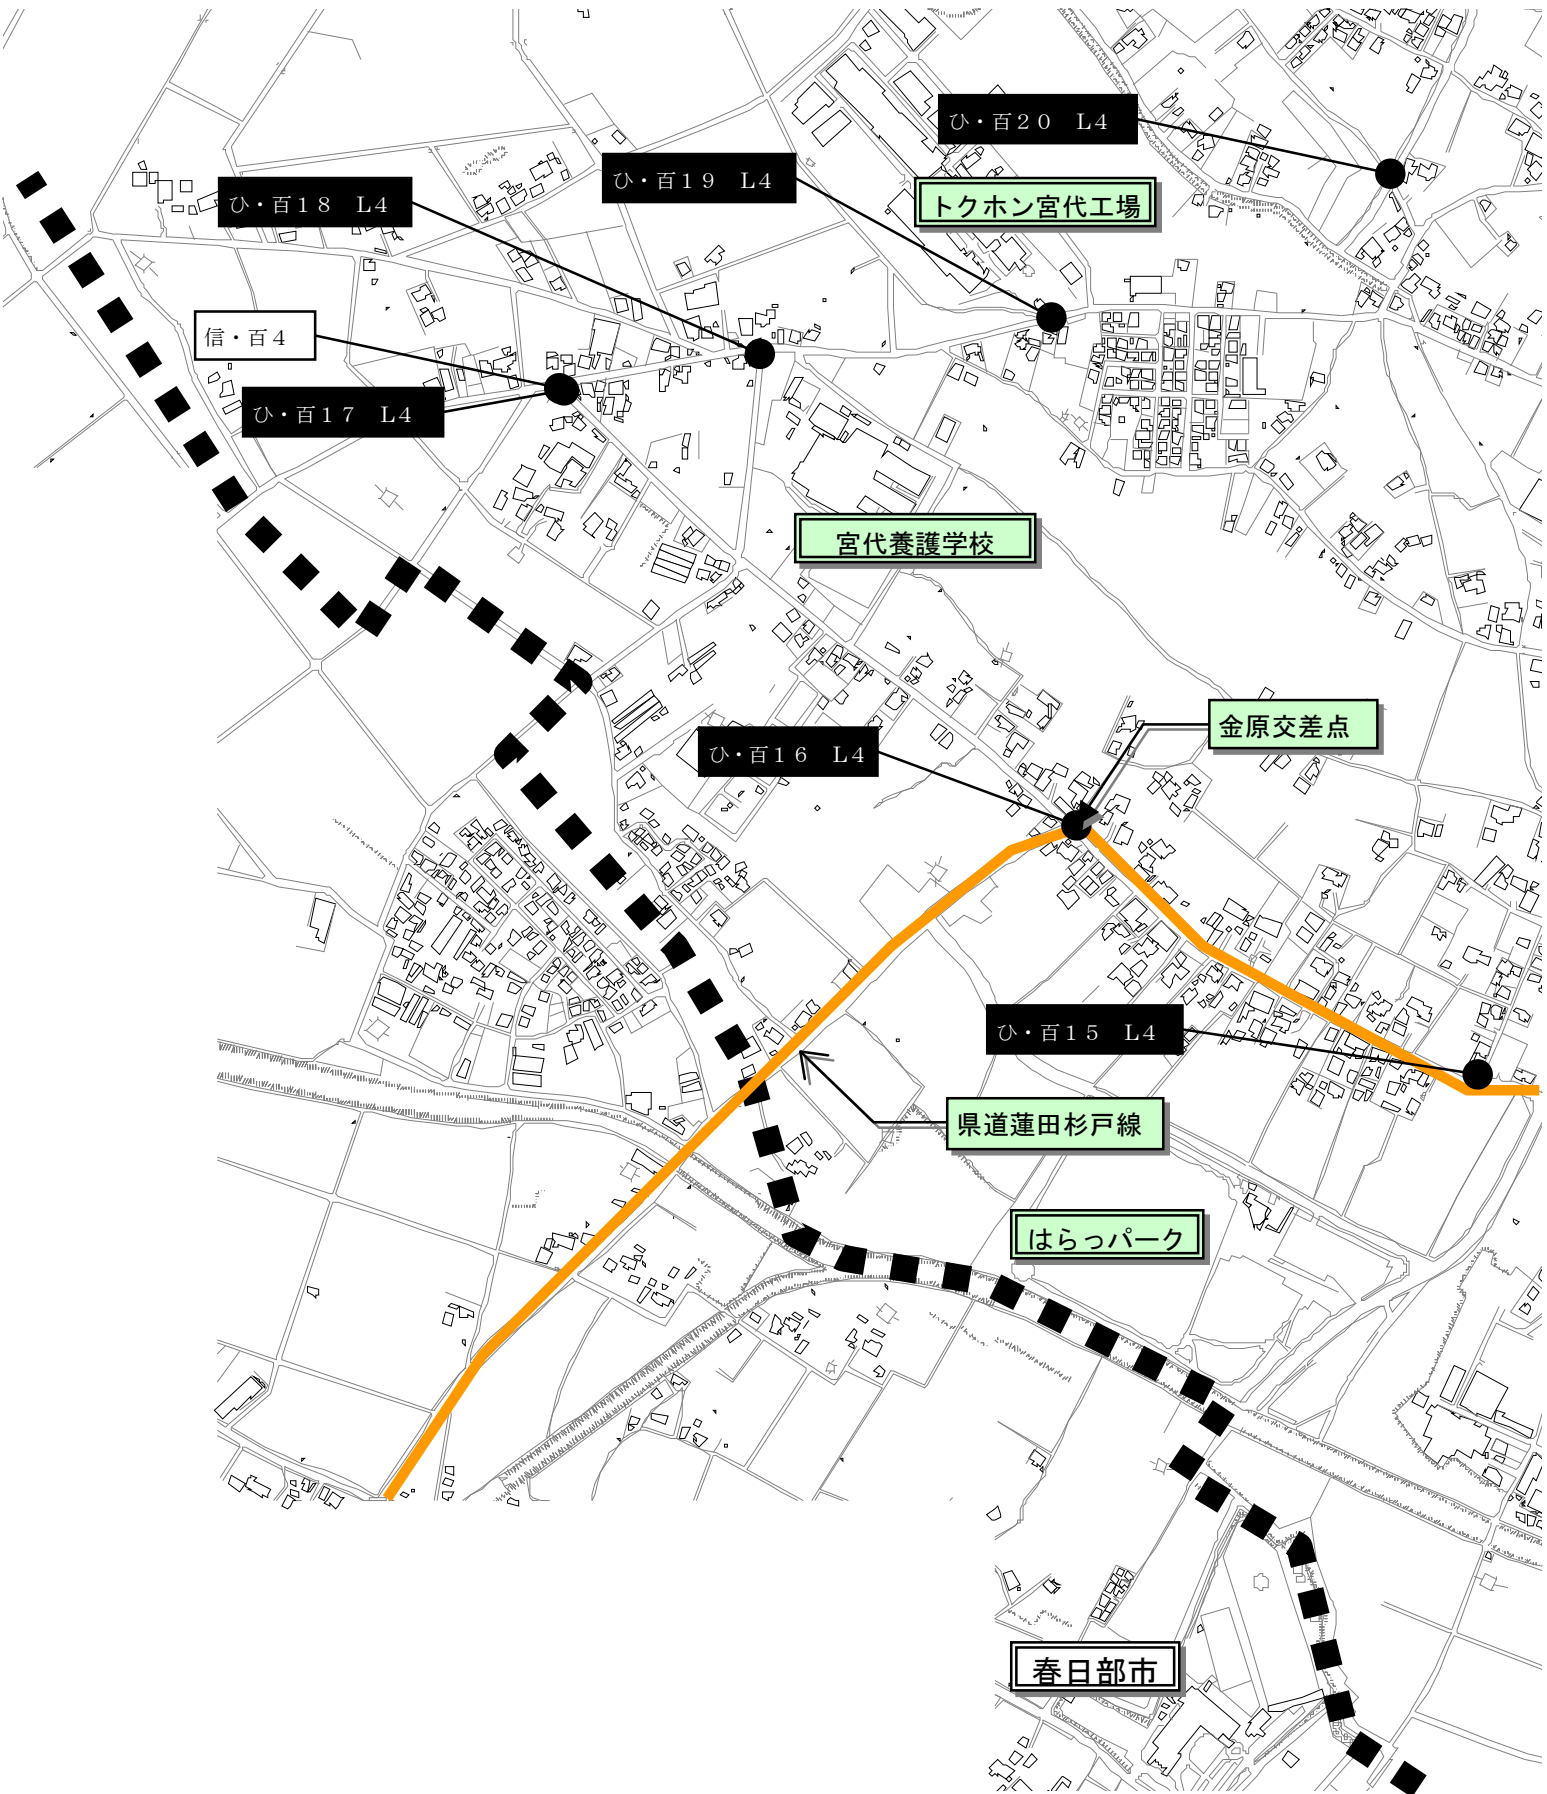 ひ・百２０　Ｌ４
ひ・百１９　Ｌ４
ひ・百１８　Ｌ４
トクホン宮代工場
信・百４
ひ・百１７　Ｌ４
宮代養護学校
金原交差点
ひ・百１６　Ｌ４
ひ・百１５　Ｌ４
県道蓮田杉戸線
はらっパーク
春日部市